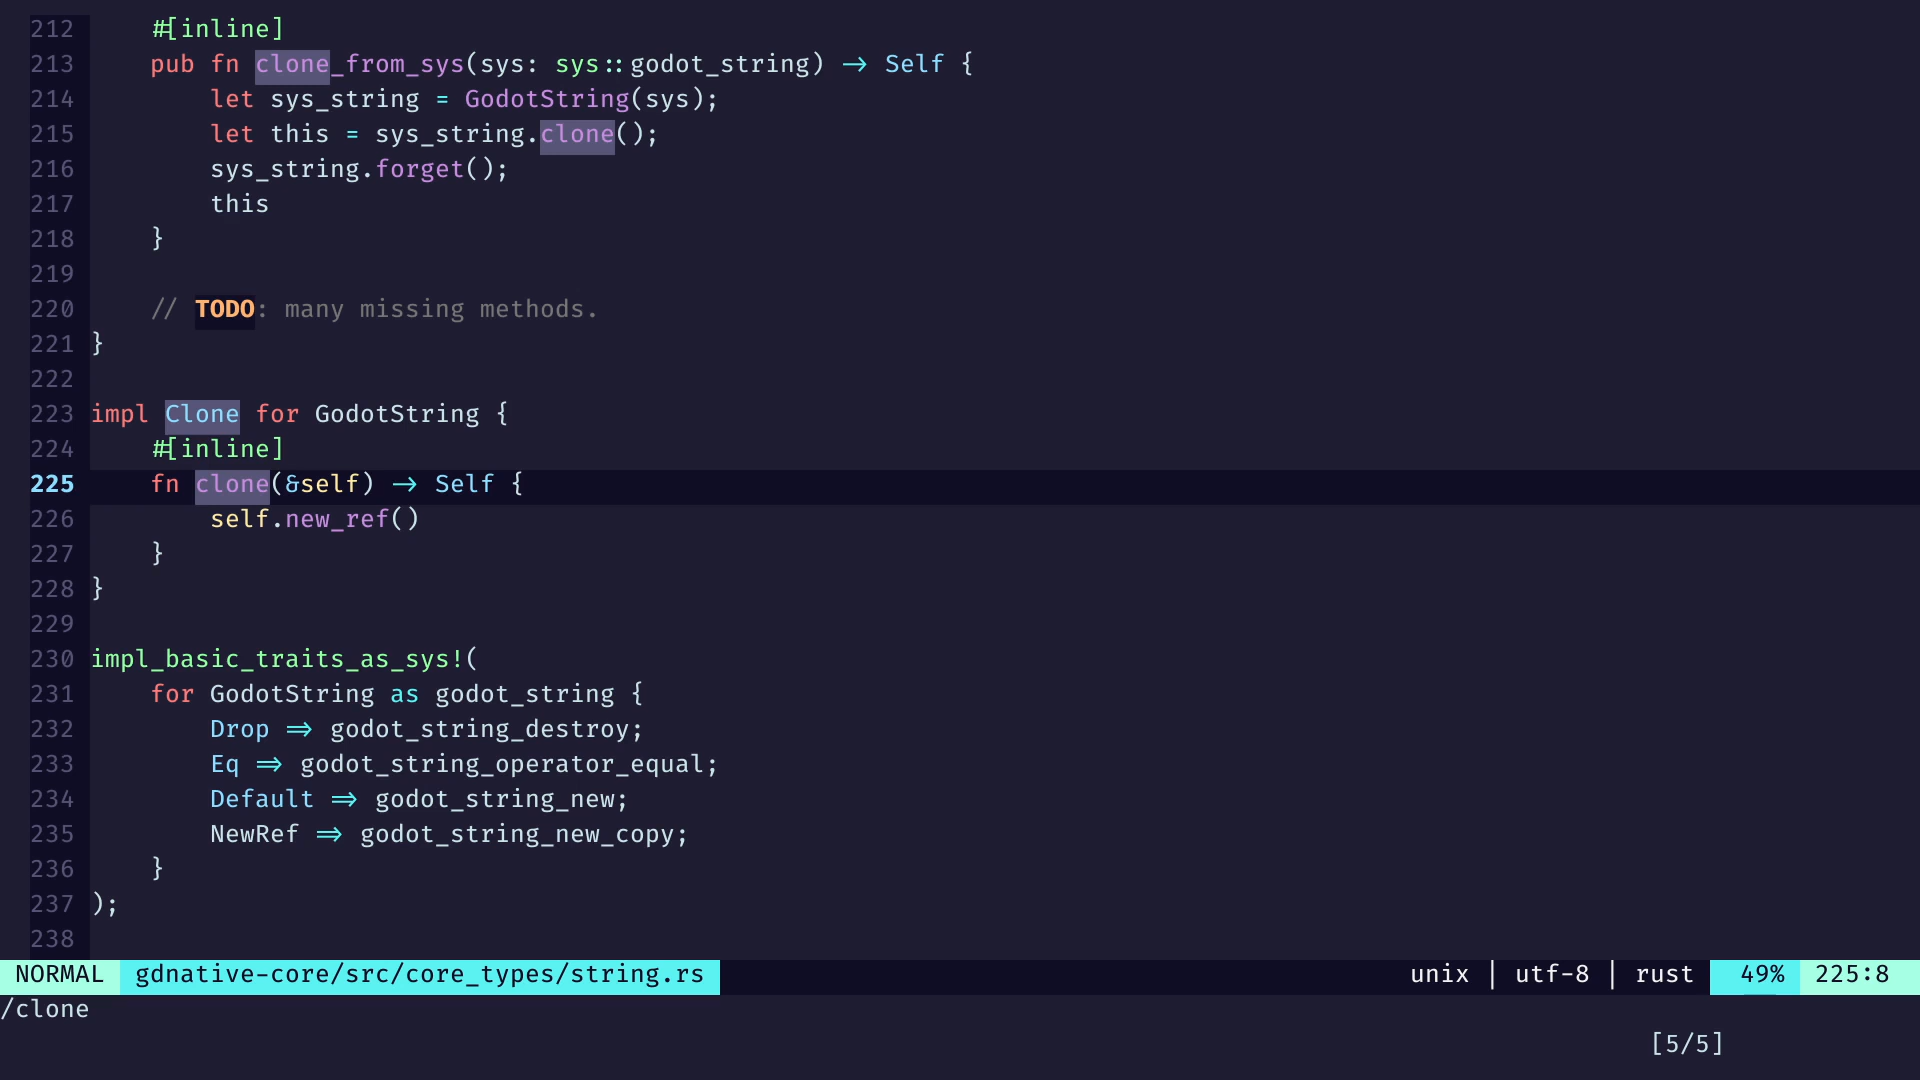 212     #[inline]
213     pub fn clone_from_sys(sys: sys::godot_string) -> Self {
214         let sys_string = GodotString(sys);
215         let this = sys_string.clone();
216         sys_string.forget();
217         this
218     }
219
220     // TODO: many missing methods.
221 }
222
223 impl Clone for GodotString {
224     #[inline]
225     fn clone(&self) -> Self {
226         self.new_ref()
227     }
228 }
229
230 impl_basic_traits_as_sys!(
231     for GodotString as godot_string {
232         Drop => godot_string_destroy;
233         Eq => godot_string_operator_equal;
234         Default => godot_string_new;
235         NewRef => godot_string_new_copy;
236     }
237 );
238
NORMAL gdnative-core/src/core_types/string.rs unix | utf-8 | rust 49% 225:8
/clone
[5/5]